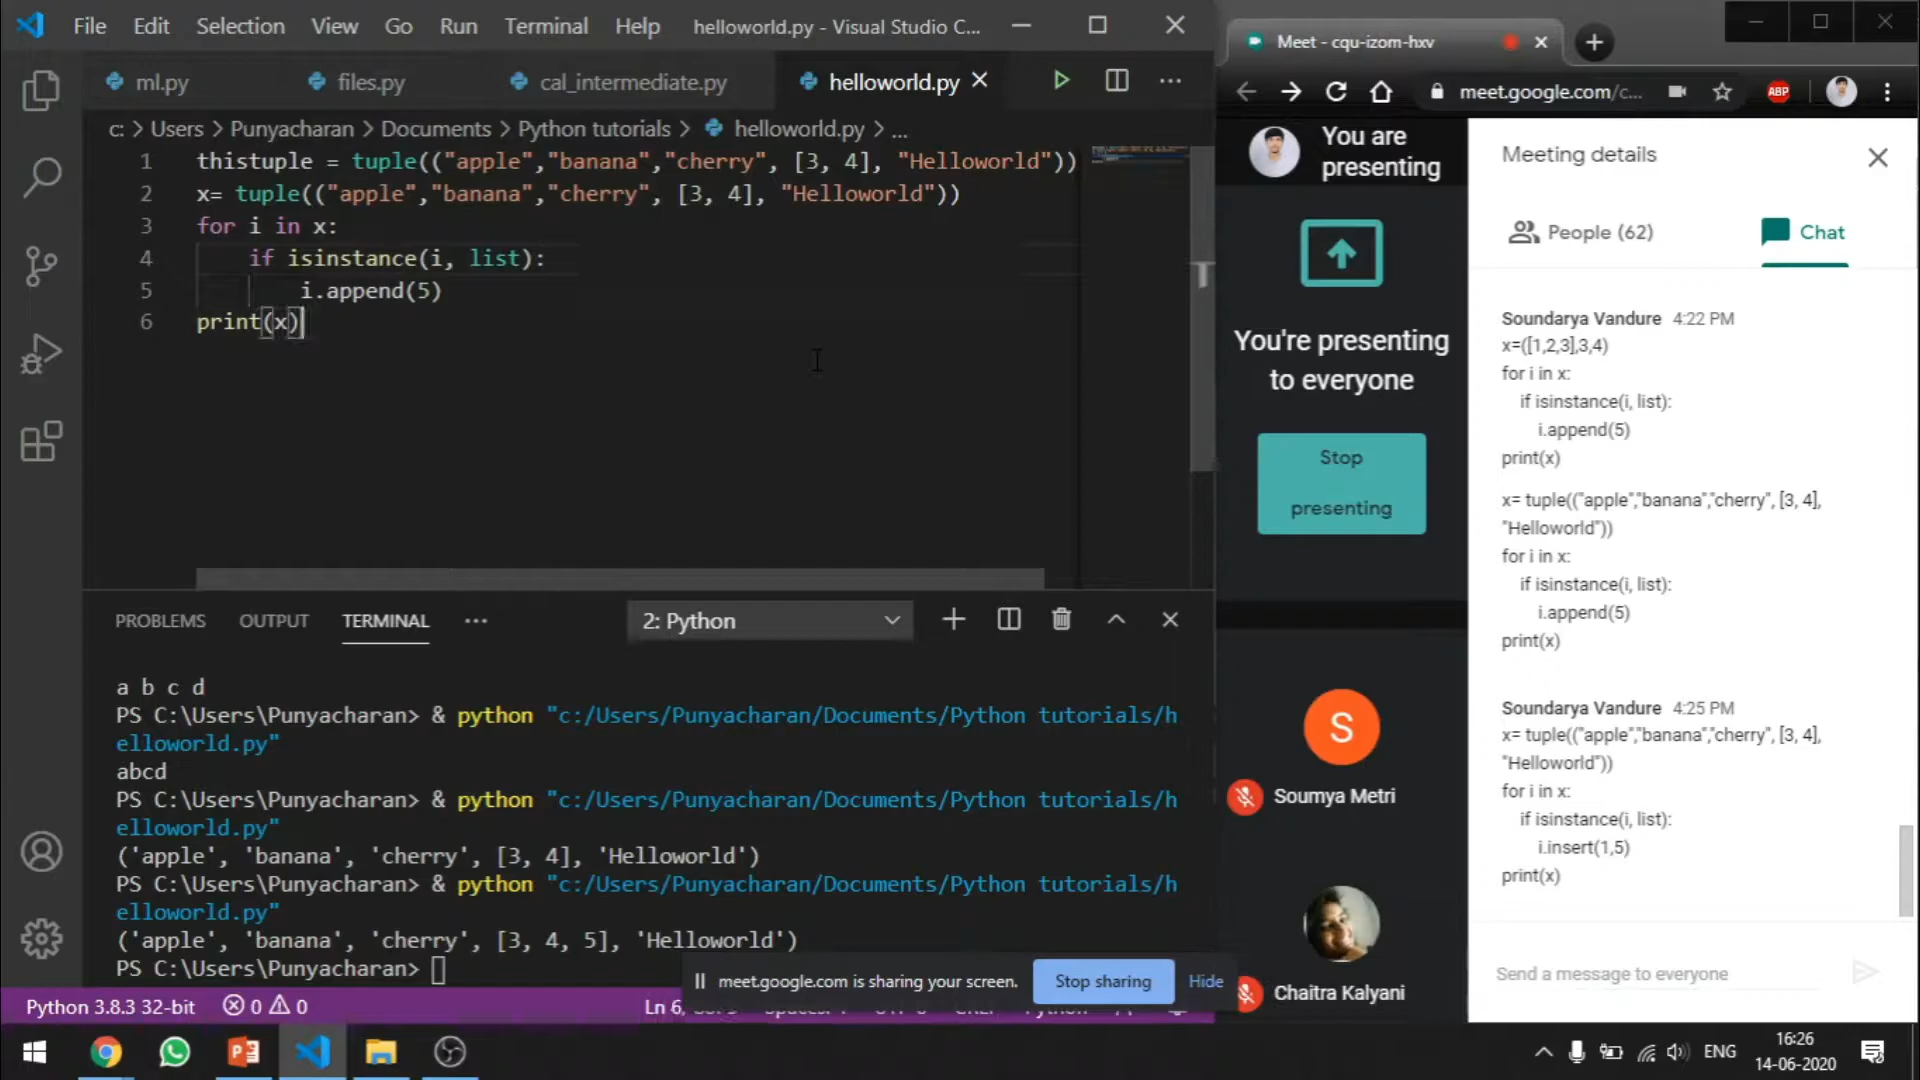 File Edit Selection View Go Run Terminal Help helloworld.py - Visual Studio C...
ml.py files.py cal_intermediate.py helloworld.py
c: > Users > Punyacharan > Documents > Python tutorials > helloworld.py > ...
1 thistuple = tuple(("apple","banana","cherry", [3, 4], "Helloworld"))
2 x= tuple(("apple","banana","cherry", [3, 4], "Helloworld"))
3 for i in x:
4 if isinstance(i, list):
5 i.append(5)
6 print(x)
PROBLEMS OUTPUT TERMINAL ... 2: Python
a b c d
PS C:\Users\Punyacharan> & python "c:/Users/Punyacharan/Documents/Python tutorials/h
elloworld.py"
abcd
PS C:\Users\Punyacharan> & python "c:/Users/Punyacharan/Documents/Python tutorials/h
elloworld.py"
('apple', 'banana', 'cherry', [3, 4], 'Helloworld')
PS C:\Users\Punyacharan> & python "c:/Users/Punyacharan/Documents/Python tutorials/h
elloworld.py"
('apple', 'banana', 'cherry', [3, 4, 5], 'Helloworld')
PS C:\Users\Punyacharan>
Python 3.8.3 32-bit 0 0 Ln 6,
meet.google.com is sharing your screen. Stop sharing Hide
Meet - cqu-izom-hxv
meet.google.com/c... ABP
You are
presenting
You're presenting
to everyone
Stop
presenting
S
Soumya Metri
Chaitra Kalyani
Meeting details
People (62) Chat
Soundarya Vandure 4:22 PM
x=([1,2,3],3,4)
for i in x:
if isinstance(i, list):
i.append(5)
print(x)
x= tuple(("apple","banana","cherry", [3, 4],
"Helloworld"))
for i in x:
if isinstance(i, list):
i.append(5)
print(x)
Soundarya Vandure 4:25 PM
x= tuple(("apple","banana","cherry", [3, 4],
"Helloworld"))
for i in x:
if isinstance(i, list):
i.insert(1,5)
print(x)
Send a message to everyone
ENG
16:26
14-06-2020